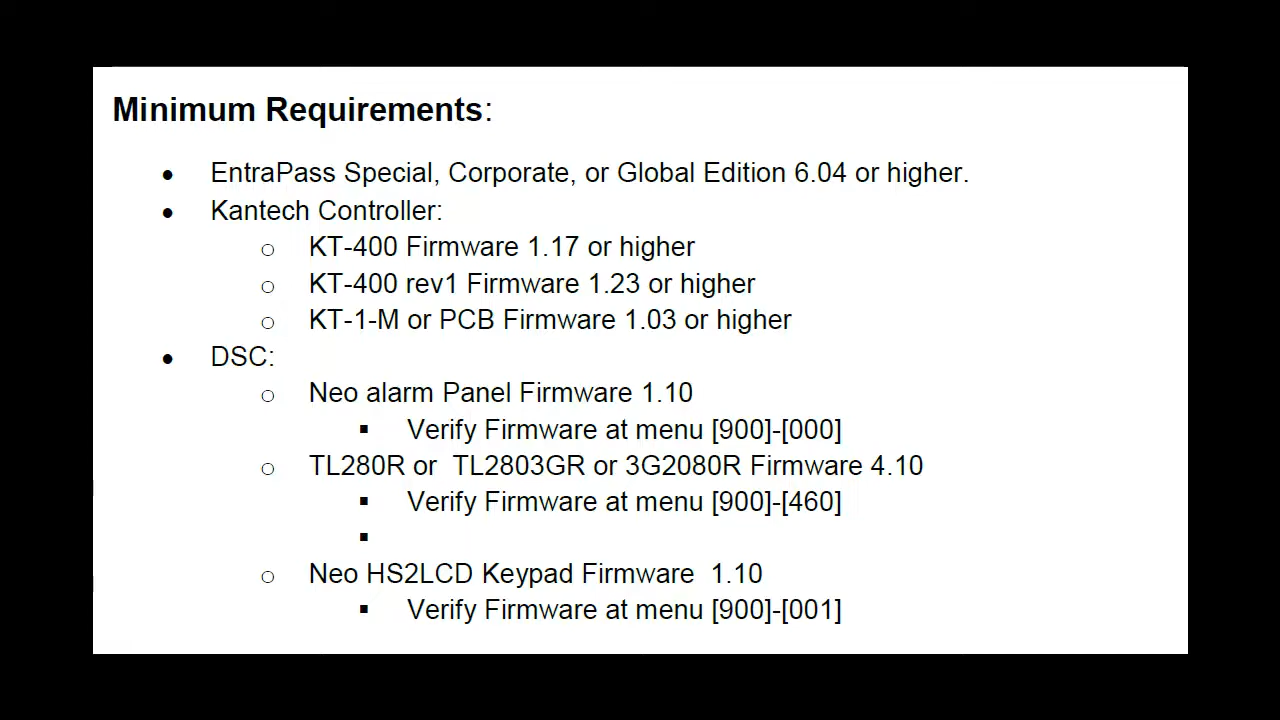 Minimum Requirements:
• EntraPass Special, Corporate, or Global Edition 6.04 or higher.
• Kantech Controller:
○ KT-400 Firmware 1.17 or higher
○ KT-400 rev1 Firmware 1.23 or higher
○ KT-1-M or PCB Firmware 1.03 or higher
• DSC:
○ Neo alarm Panel Firmware 1.10
▪ Verify Firmware at menu [900]-[000]
○ TL280R or  TL2803GR or 3G2080R Firmware 4.10
▪ Verify Firmware at menu [900]-[460]
▪
○ Neo HS2LCD Keypad Firmware  1.10
▪ Verify Firmware at menu [900]-[001]